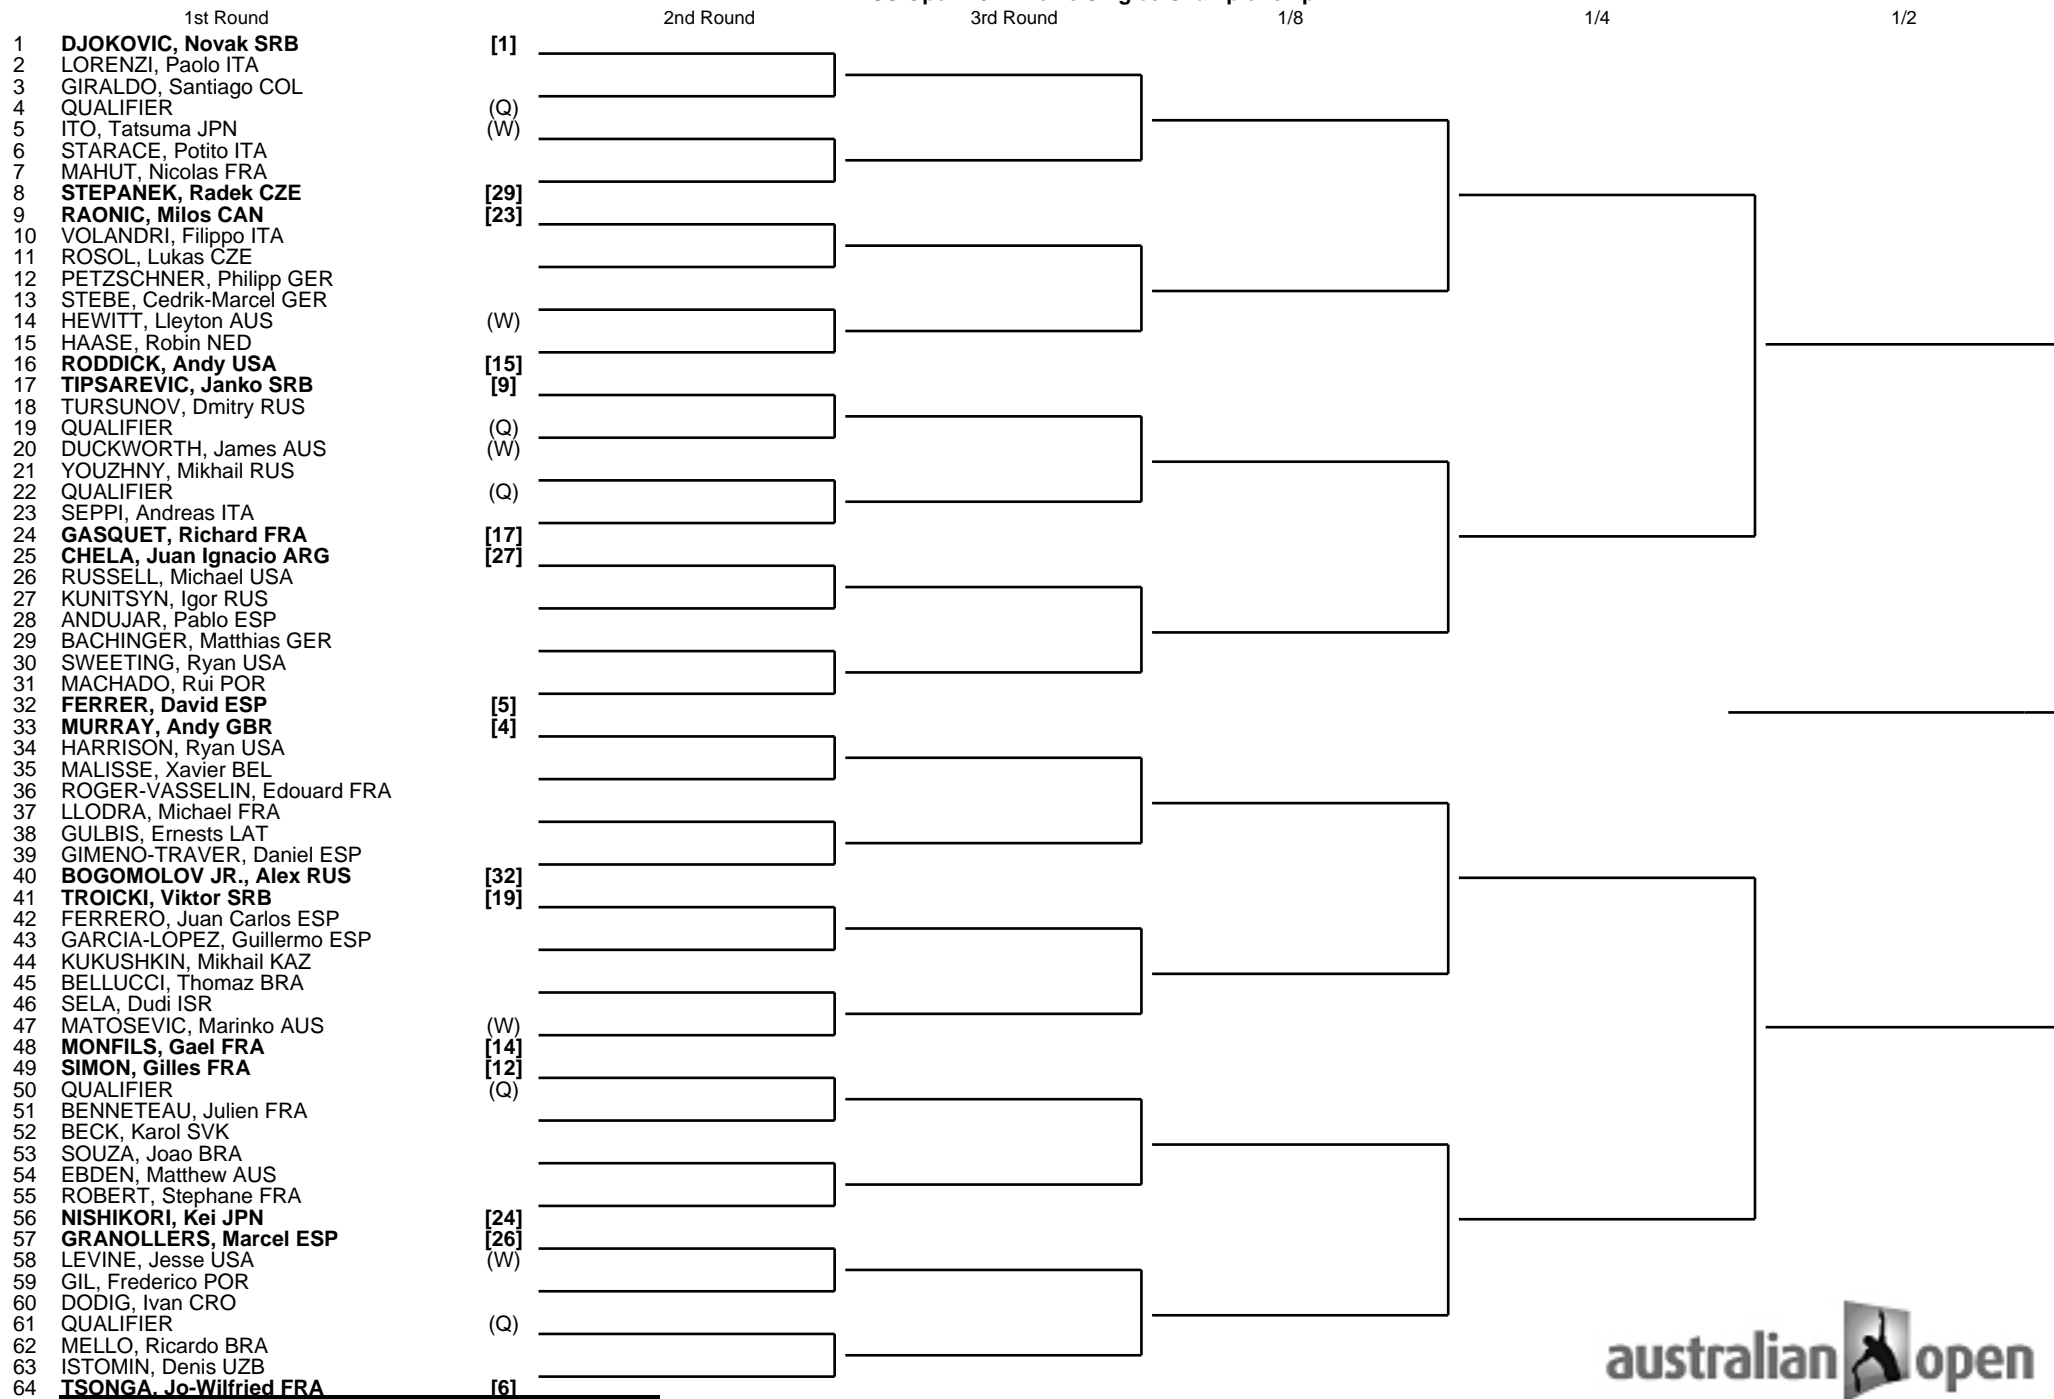 1st Round 2nd Round 3rd Round 1/8 1/4 1/2
1 DJOKOVIC, Novak SRB [1]
2 LORENZI, Paolo ITA
3 GIRALDO, Santiago COL
4 QUALIFIER (Q)
5 ITO, Tatsuma JPN (W)
6 STARACE, Potito ITA
7 MAHUT, Nicolas FRA
8 STEPANEK, Radek CZE [29]
9 RAONIC, Milos CAN [23]
10 VOLANDRI, Filippo ITA
11 ROSOL, Lukas CZE
12 PETZSCHNER, Philipp GER
13 STEBE, Cedrik-Marcel GER
14 HEWITT, Lleyton AUS (W)
15 HAASE, Robin NED
16 RODDICK, Andy USA [15]
17 TIPSAREVIC, Janko SRB [9]
18 TURSUNOV, Dmitry RUS
19 QUALIFIER (Q)
20 DUCKWORTH, James AUS (W)
21 YOUZHNY, Mikhail RUS
22 QUALIFIER (Q)
23 SEPPI, Andreas ITA
24 GASQUET, Richard FRA [17]
25 CHELA, Juan Ignacio ARG [27]
26 RUSSELL, Michael USA
27 KUNITSYN, Igor RUS
28 ANDUJAR, Pablo ESP
29 BACHINGER, Matthias GER
30 SWEETING, Ryan USA
31 MACHADO, Rui POR
32 FERRER, David ESP [5]
33 MURRAY, Andy GBR [4]
34 HARRISON, Ryan USA
35 MALISSE, Xavier BEL
36 ROGER-VASSELIN, Edouard FRA
37 LLODRA, Michael FRA
38 GULBIS, Ernests LAT
39 GIMENO-TRAVER, Daniel ESP
40 BOGOMOLOV JR., Alex RUS [32]
41 TROICKI, Viktor SRB [19]
42 FERRERO, Juan Carlos ESP
43 GARCIA-LOPEZ, Guillermo ESP
44 KUKUSHKIN, Mikhail KAZ
45 BELLUCCI, Thomaz BRA
46 SELA, Dudi ISR
47 MATOSEVIC, Marinko AUS (W)
48 MONFILS, Gael FRA [14]
49 SIMON, Gilles FRA [12]
50 QUALIFIER (Q)
51 BENNETEAU, Julien FRA
52 BECK, Karol SVK
53 SOUZA, Joao BRA
54 EBDEN, Matthew AUS
55 ROBERT, Stephane FRA
56 NISHIKORI, Kei JPN [24]
57 GRANOLLERS, Marcel ESP [26]
58 LEVINE, Jesse USA (W)
59 GIL, Frederico POR
60 DODIG, Ivan CRO
61 QUALIFIER (Q)
62 MELLO, Ricardo BRA
63 ISTOMIN, Denis UZB
64 TSONGA, Jo-Wilfried FRA [6]
australian open